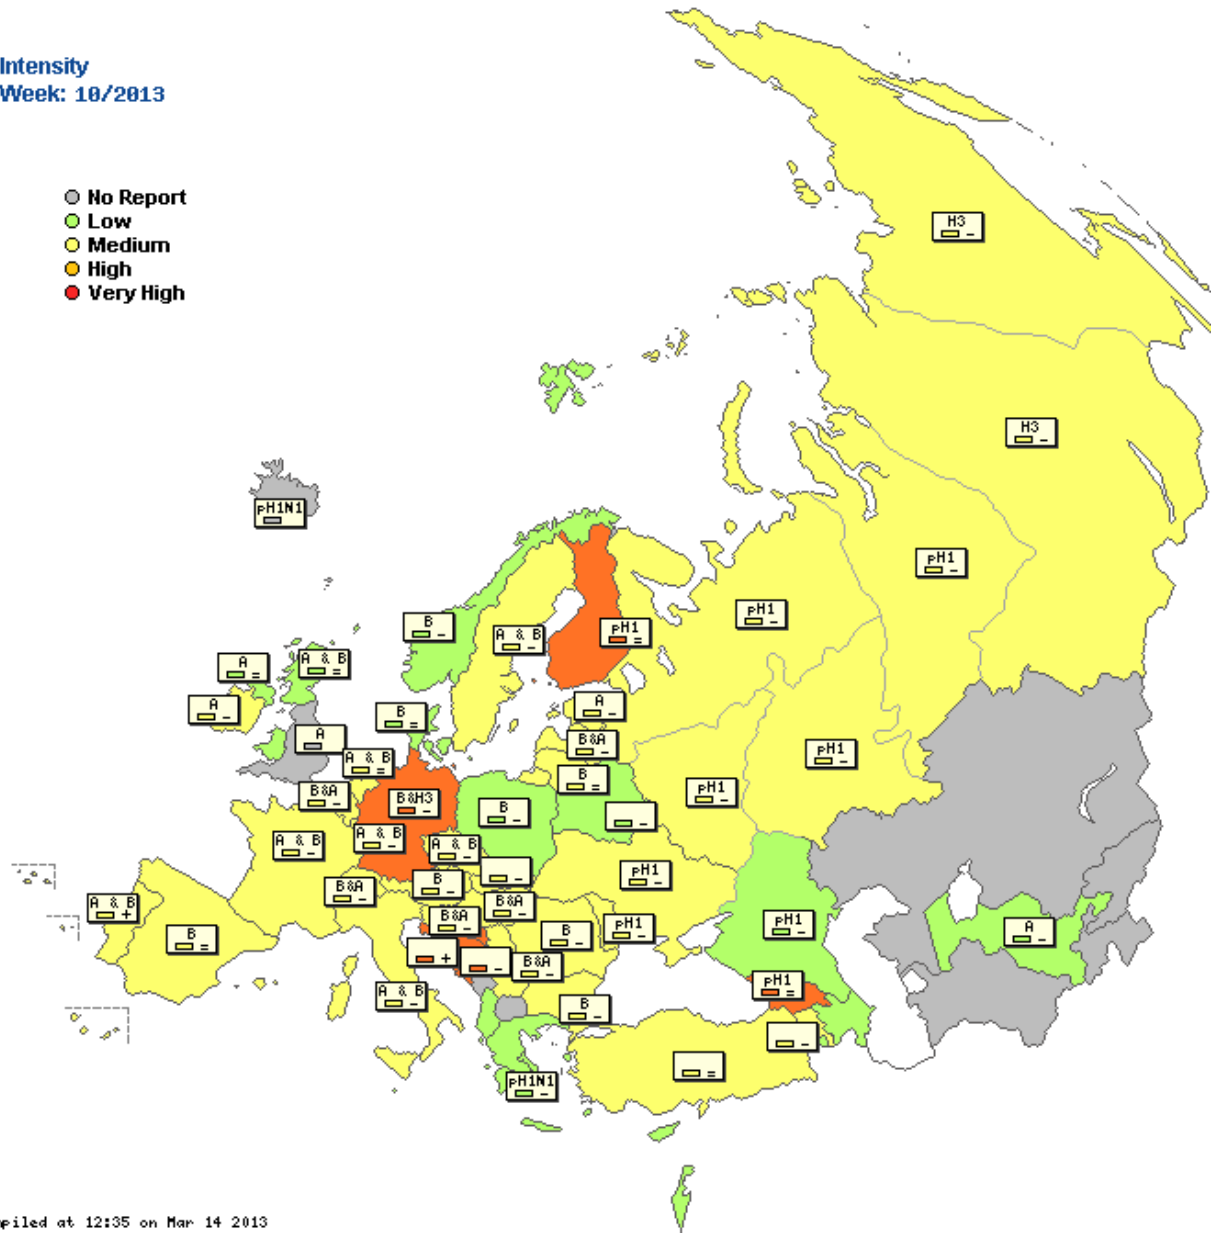 Intensity
Week: 10/2013
No Report
Low
Medium
High
Very High
H3
-
H3
-
pH1N1
pH1
-
pH1
-
B
-
A & B
-
pH1
=
A
=
A & B
=
A
-
A
B
=
A
-
B&A
-
A & B
=
B
=
pH1
-
pH1
-
B&A
-
B&H3
-
B
-
-
A & B
-
A & B
-
A & B
-
-
pH1
-
B&A
-
B
-
B&A
-
A & B
+
B
=
B&A
-
B
-
pH1
-
pH1
-
A
-
+
-
B&A
-
A & B
-
pH1
=
B
-
-
=
pH1N1
-
piled at 12:35 on Mar 14 2013